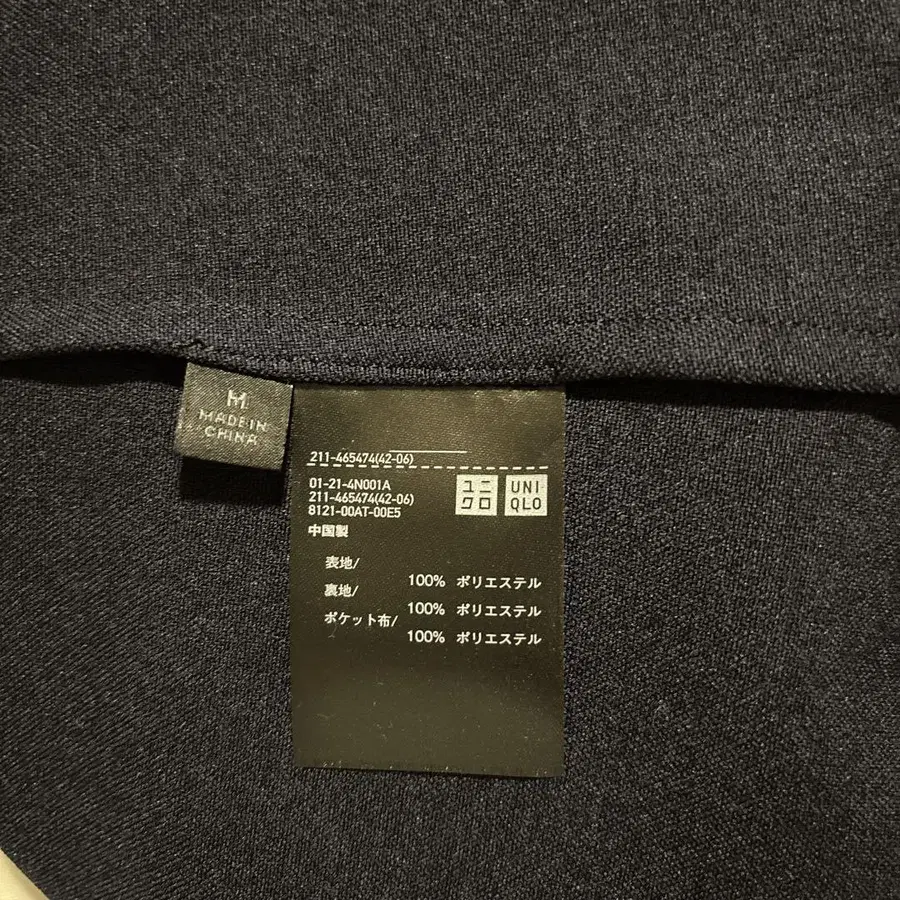 M
MADE IN
CHINA
211-465474(42-06)
01-21-4N001A
211-465474(42-06)
8121-00AT-00E5
中国製
ユニ
クロ
UNI
QLO
表地/
100% ポリエステル
裏地/
100% ポリエステル
ポケット布/
100% ポリエステル